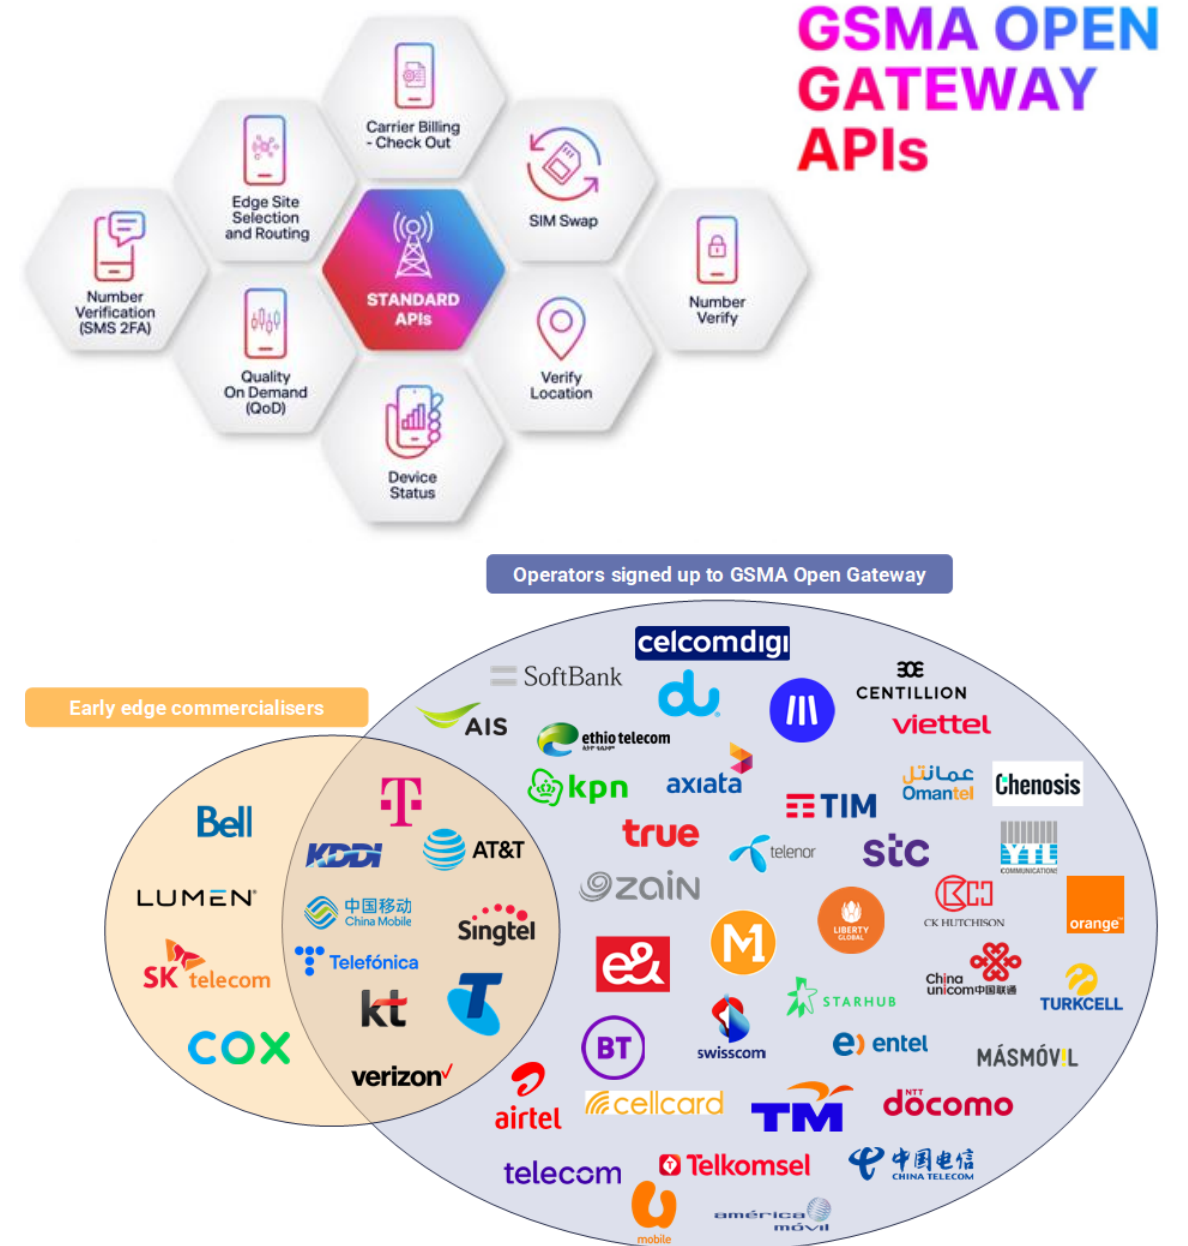 GSMA OPEN
GATEWAY
APIs
Carrier Billing
- Check Out
Edge Site
Selection
and Routing
SIM Swap
Number
Verification
(SMS 2FA)
STANDARD
APIs
Number
Verify
Quality
On Demand
(QoD)
Verify
Location
Device
Status
Operators signed up to GSMA Open Gateway
Early edge commercialisers
celcomdigi
SoftBank
du
CENTILLION
AIS
viettel
ethio telecom
kpn
axiata
عمانتل
Omantel
Chenosis
TIM
T
Bell
KDDI
AT&T
true
telenor
stc
YTL
COMMUNICATIONS
zain
LUMEN
中国移动
China Mobile
Singtel
LIBERTY
GLOBAL
CK HUTCHISON
orange™
M1
e&
SK telecom
Telefónica
China
unicom中国联通
TURKCELL
kt
T
STARHUB
swisscom
BT
entel
MÁSMÓVIL
COX
verizon✓
airtel
cellcard
TM
NTT
docomo
telecom
Telkomsel
中国电信
CHINA TELECOM
U
mobile
américa
móvil